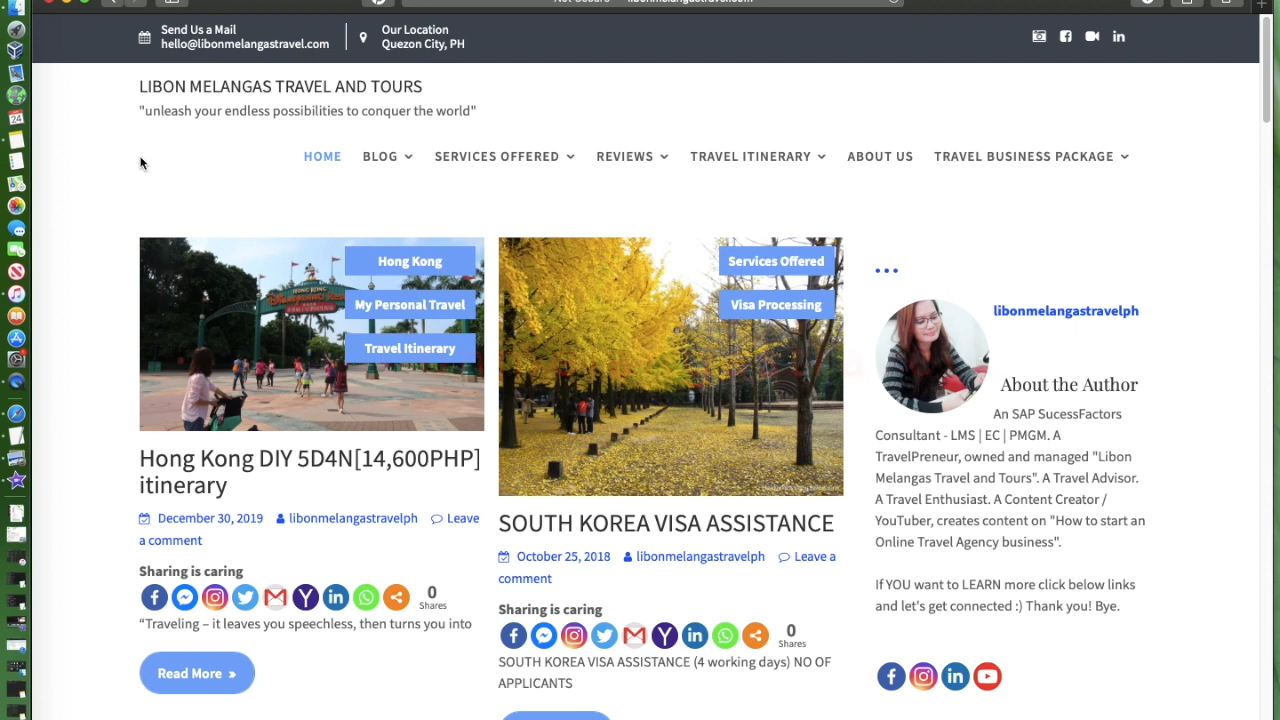 Send Us a Mail
hello@libonmelangastravel.com
Our Location
Quezon City, PH
LIBON MELANGAS TRAVEL AND TOURS
"unleash your endless possibilities to conquer the world"
HOME BLOG SERVICES OFFERED REVIEWS TRAVEL ITINERARY ABOUT US TRAVEL BUSINESS PACKAGE
Hong Kong
My Personal Travel
Travel Itinerary
Hong Kong DIY 5D4N[14,600PHP]
itinerary
December 30, 2019 libonmelangastravelph Leave
a comment
Sharing is caring
0
Shares
“Traveling – it leaves you speechless, then turns you into
Read More »
Services Offered
Visa Processing
SOUTH KOREA VISA ASSISTANCE
October 25, 2018 libonmelangastravelph Leave a
comment
Sharing is caring
0
Shares
SOUTH KOREA VISA ASSISTANCE (4 working days) NO OF
APPLICANTS
libonmelangastravelph
About the Author
An SAP SucessFactors
Consultant - LMS | EC | PMGM. A
TravelPreneur, owned and managed "Libon
Melangas Travel and Tours". A Travel Advisor.
A Travel Enthusiast. A Content Creator /
YouTuber, creates content on "How to start an
Online Travel Agency business".
If YOU want to LEARN more click below links
and let's get connected :) Thank you! Bye.